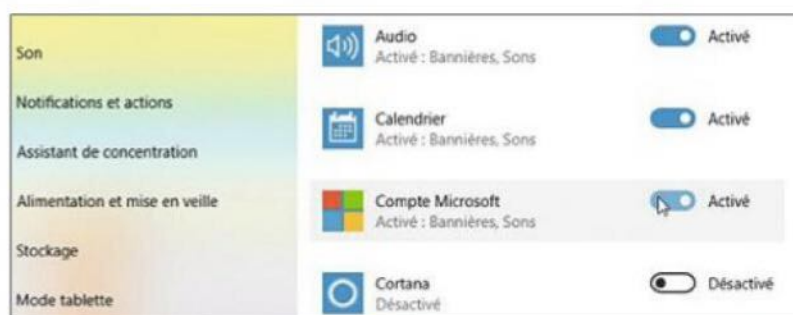 Son
Notifications et actions
Assistant de concentration
Alimentation et mise en veille
Stockage
Mode tablette
Audio
Activé
Activé : Bannières, Sons
Calendrier
Activé
Activé : Bannières, Sons
Compte Microsoft
Activé
Activé : Bannières, Sons
Cortana
Désactivé
Désactivé